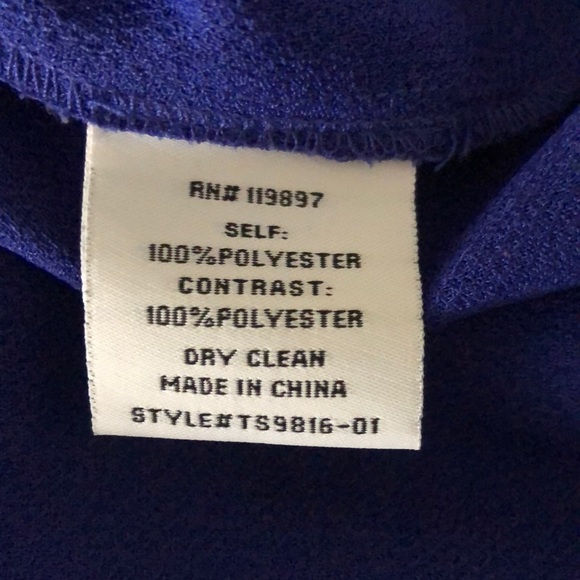 RN# 119897
SELF:
100%POLYESTER
CONTRAST:
100%POLYESTER
DRY CLEAN
MADE IN CHINA
STYLE#TS9816-01